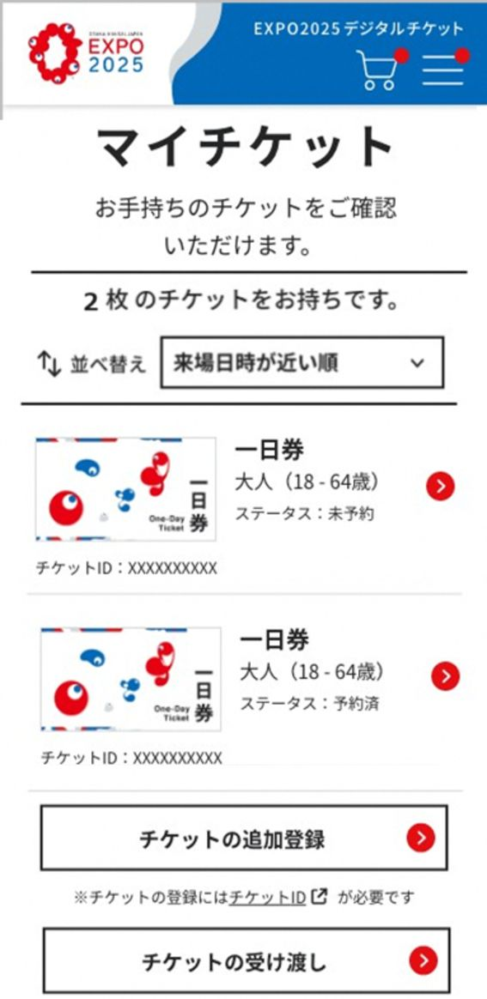 OSAKA, KANSAI, JAPAN
EXPO
2025
EXPO2025 デジタルチケット
マイチケット
お手持ちのチケットをご確認
いただけます。
2 枚 のチケットをお持ちです。
並べ替え
来場日時が近い順
一日券
大人（18 - 64歳）
ステータス：未予約
一日券
One-Day
Ticket
チケットID：XXXXXXXXXX
一日券
大人（18 - 64歳）
ステータス：予約済
一日券
One-Day
Ticket
チケットID：XXXXXXXXXX
チケットの追加登録
※チケットの登録にはチケットID が必要です
チケットの受け渡し